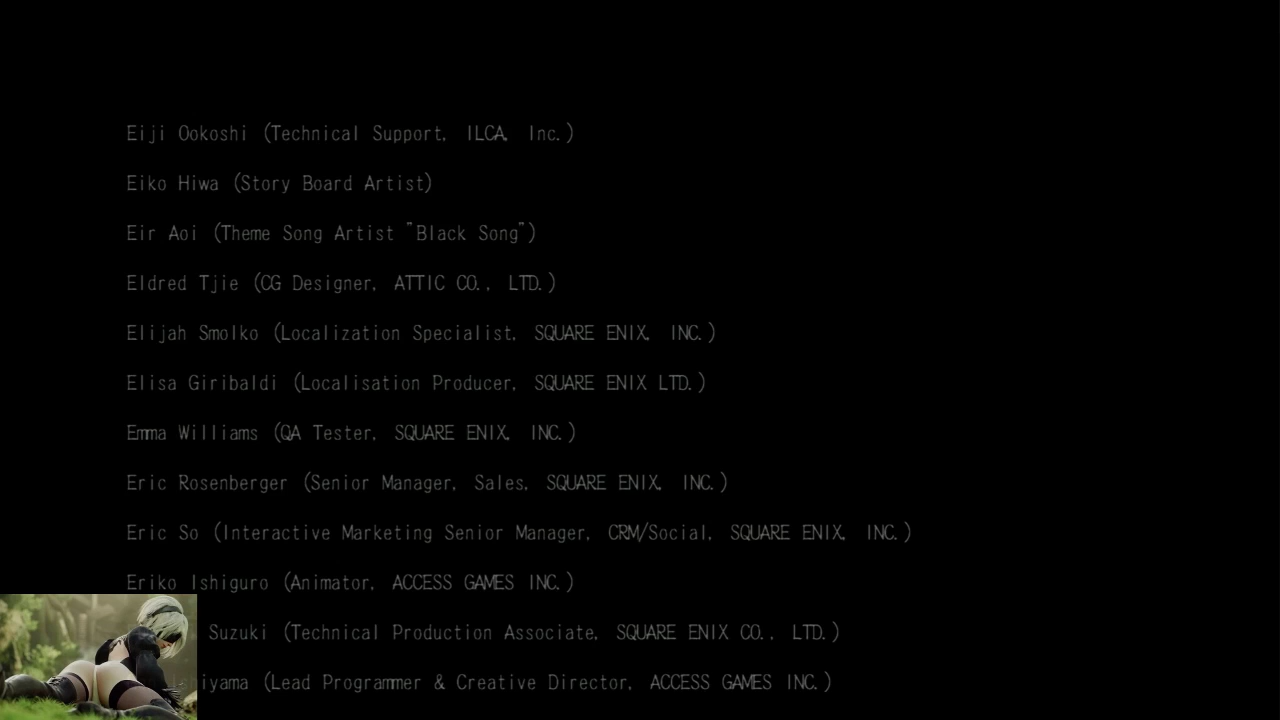 Eiji Ookoshi (Technical Support, ILCA, Inc.)
Eiko Hiwa (Story Board Artist)
Eir Aoi (Theme Song Artist "Black Song")
Eldred Tjie (CG Designer, ATTIC CO., LTD.)
Elijah Smolko (Localization Specialist, SQUARE ENIX, INC.)
Elisa Giribaldi (Localisation Producer, SQUARE ENIX LTD.)
Emma Williams (QA Tester, SQUARE ENIX, INC.)
Eric Rosenberger (Senior Manager, Sales, SQUARE ENIX, INC.)
Eric So (Interactive Marketing Senior Manager, CRM/Social, SQUARE ENIX, INC.)
Eriko Ishiguro (Animator, ACCESS GAMES INC.)
Suzuki (Technical Production Associate, SQUARE ENIX CO., LTD.)
Ishiyama (Lead Programmer & Creative Director, ACCESS GAMES INC.)